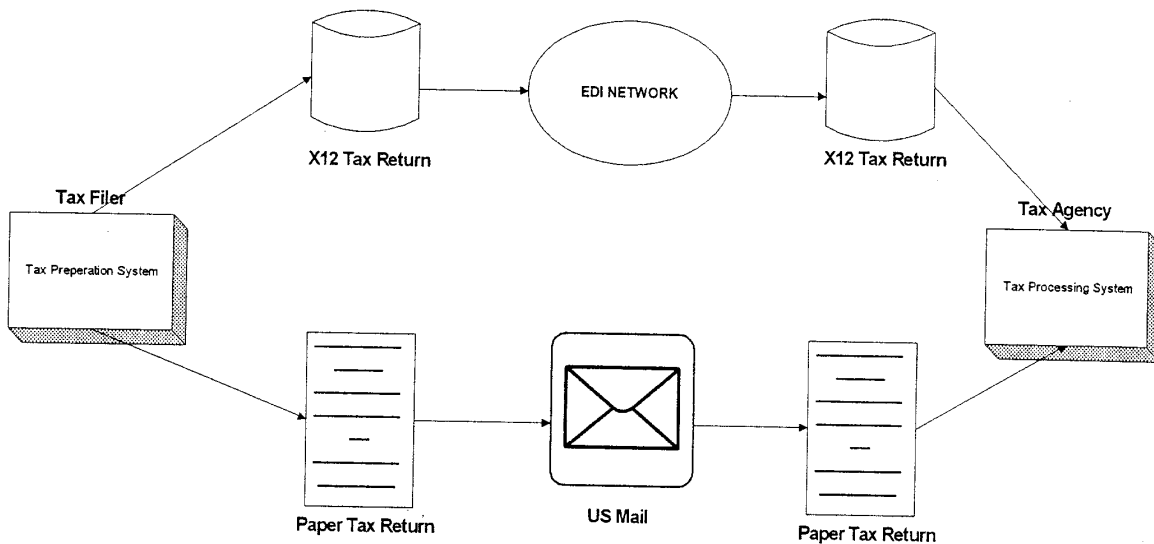 EDI NETWORK
X12 Tax Return
X12 Tax Return
Tax Filer
Tax Agency
Tax Preperation System
Tax Processing System
Paper Tax Return
US Mail
Paper Tax Return